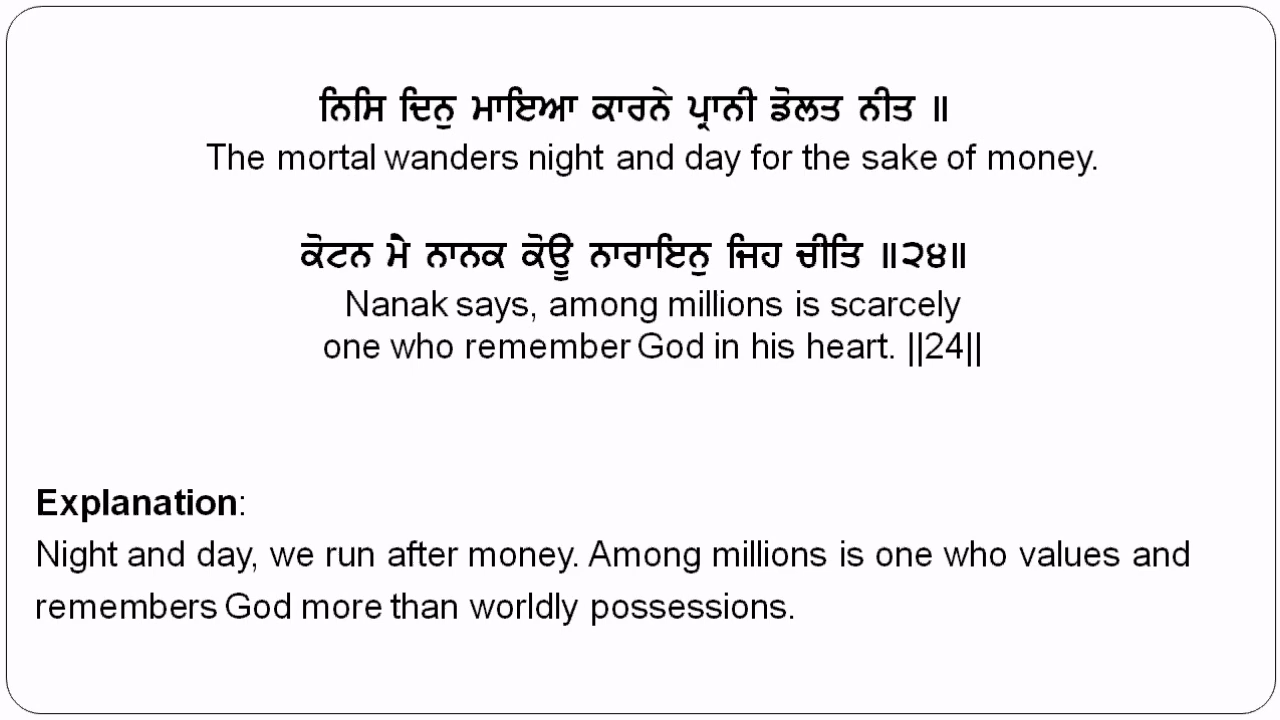 ਨਿਸਿ ਦਿਨੁ ਮਾਇਆ ਕਾਰਨੇ ਪ੍ਰਾਨੀ ਡੋਲਤ ਨੀਤ ॥
The mortal wanders night and day for the sake of money.
ਕੋਟਨ ਮੈ ਨਾਨਕ ਕੋਊ ਨਾਰਾਇਨੁ ਜਿਹ ਚੀਤਿ ॥੨੪॥
Nanak says, among millions is scarcely
one who remember God in his heart. ||24||
Explanation:
Night and day, we run after money. Among millions is one who values and
remembers God more than worldly possessions.